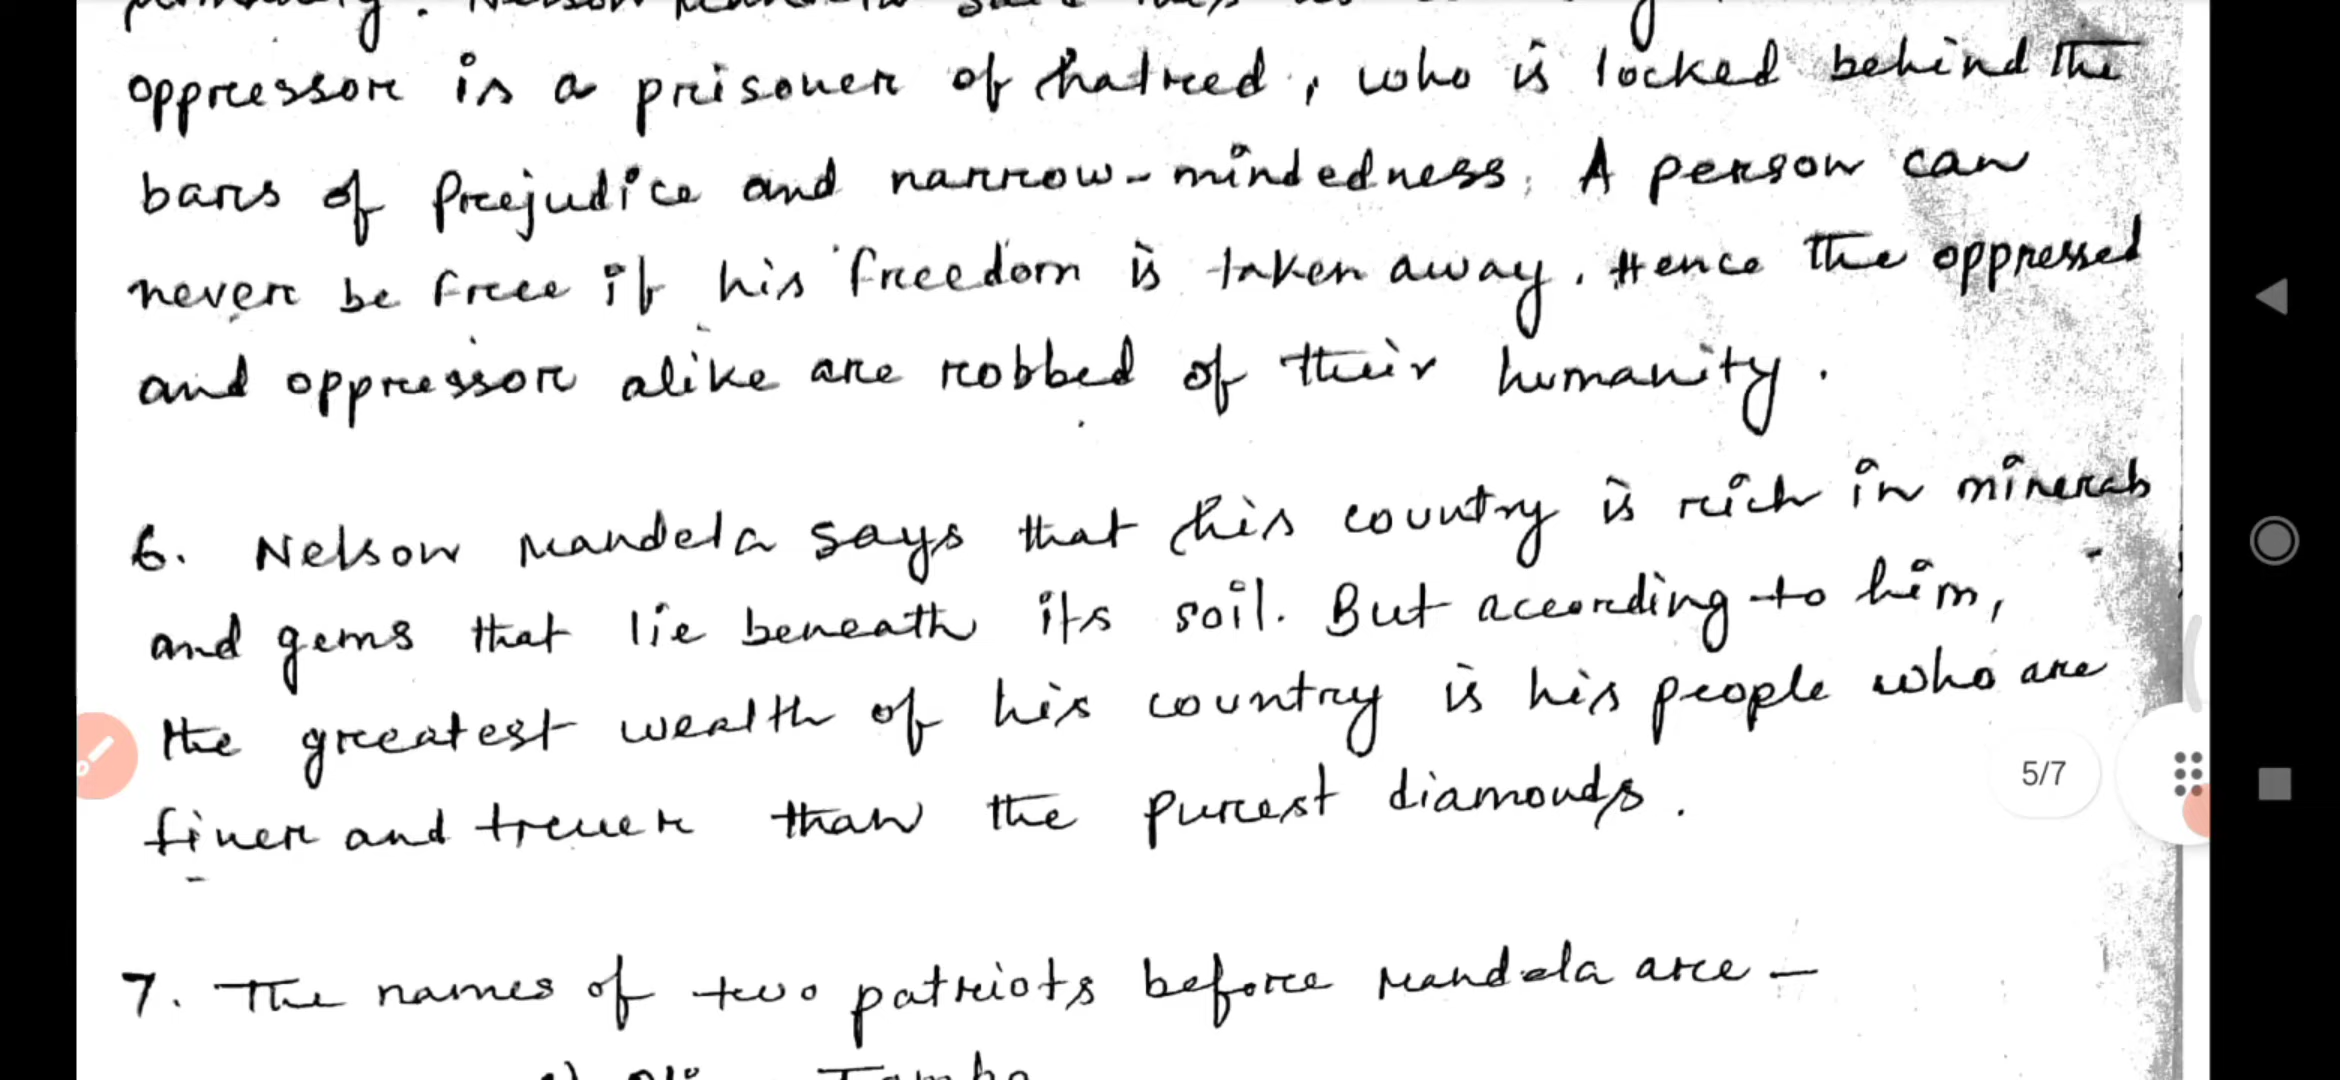 oppressor is a prisoner of hatred, who is locked behind the
bars of prejudice and narrow-mindedness. A person can
never be free if his freedom is taken away. Hence the oppressed
and oppressor alike are robbed of their humanity.
6. Nelson Mandela says that his country is rich in minerals
and gems that lie beneath its soil. But according to him,
the greatest wealth of his country is his people who are
finer and truer than the purest diamonds.
5/7
7. The names of two patriots before Mandela are —